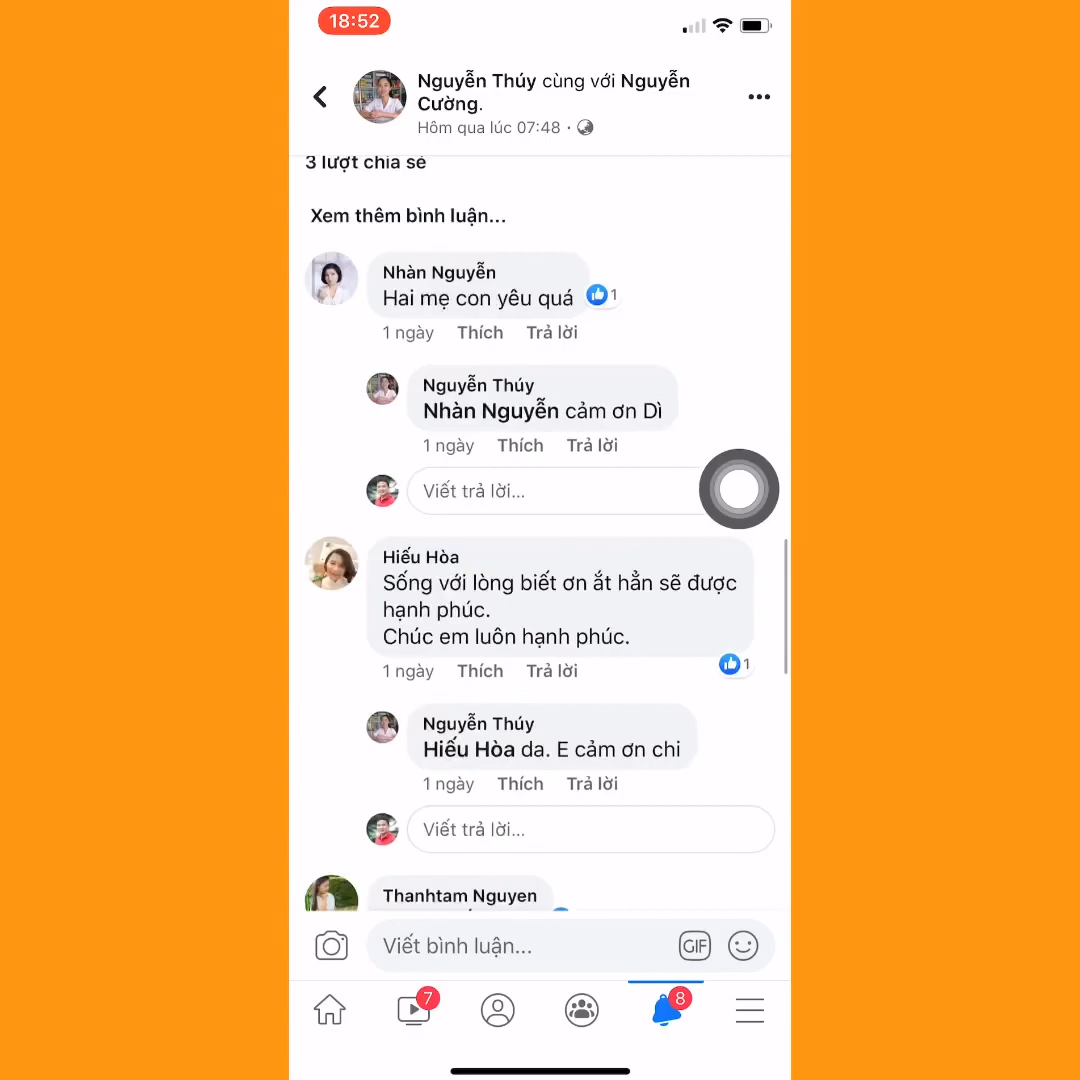 18:52
Nguyễn Thúy cùng với Nguyễn
Cường.
Hôm qua lúc 07:48 ·
3 lượt chia sẻ
Xem thêm bình luận...
Nhàn Nguyễn
Hai mẹ con yêu quá
1
1 ngày Thích Trả lời
Nguyễn Thúy
Nhàn Nguyễn cảm ơn Dì
1 ngày Thích Trả lời
Viết trả lời...
Hiếu Hòa
Sống với lòng biết ơn ắt hẳn sẽ được
hạnh phúc.
Chúc em luôn hạnh phúc.
1
1 ngày Thích Trả lời
Nguyễn Thúy
Hiếu Hòa da. E cảm ơn chi
1 ngày Thích Trả lời
Viết trả lời...
Thanhtam Nguyen
Viết bình luận...
GIF
7
8